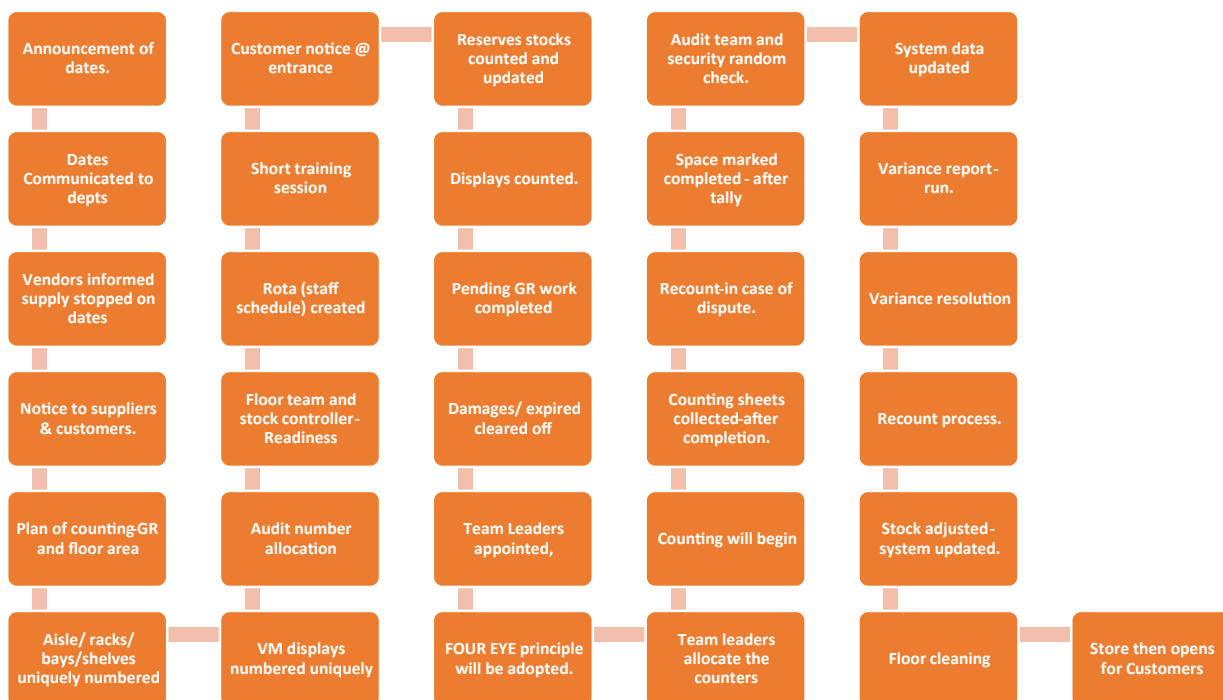 Announcement of
dates.
Dates
Communicated to
depts
Vendors informed
supply stopped on
dates
Notice to suppliers
& customers.
Plan of counting-GR
and floor area
Aisle/ racks/
bays/shelves
uniquely numbered
VM displays
numbered uniquely
Audit number
allocation
Floor team and
stock controller-
Readiness
Rota (staff
schedule) created
Short training
session
Customer notice @
entrance
Reserves stocks
counted and
updated
Displays counted.
Pending GR work
completed
Damages/ expired
cleared off
Team Leaders
appointed,
FOUR EYE principle
will be adopted.
Team leaders
allocate the
counters
Counting will begin
Counting sheets
collected-after
completion.
Recount-in case of
dispute.
Space marked
completed - after
tally
Audit team and
security random
check.
System data
updated
Variance report-
run.
Variance resolution
Recount process.
Stock adjusted-
system updated.
Floor cleaning
Store then opens
for Customers